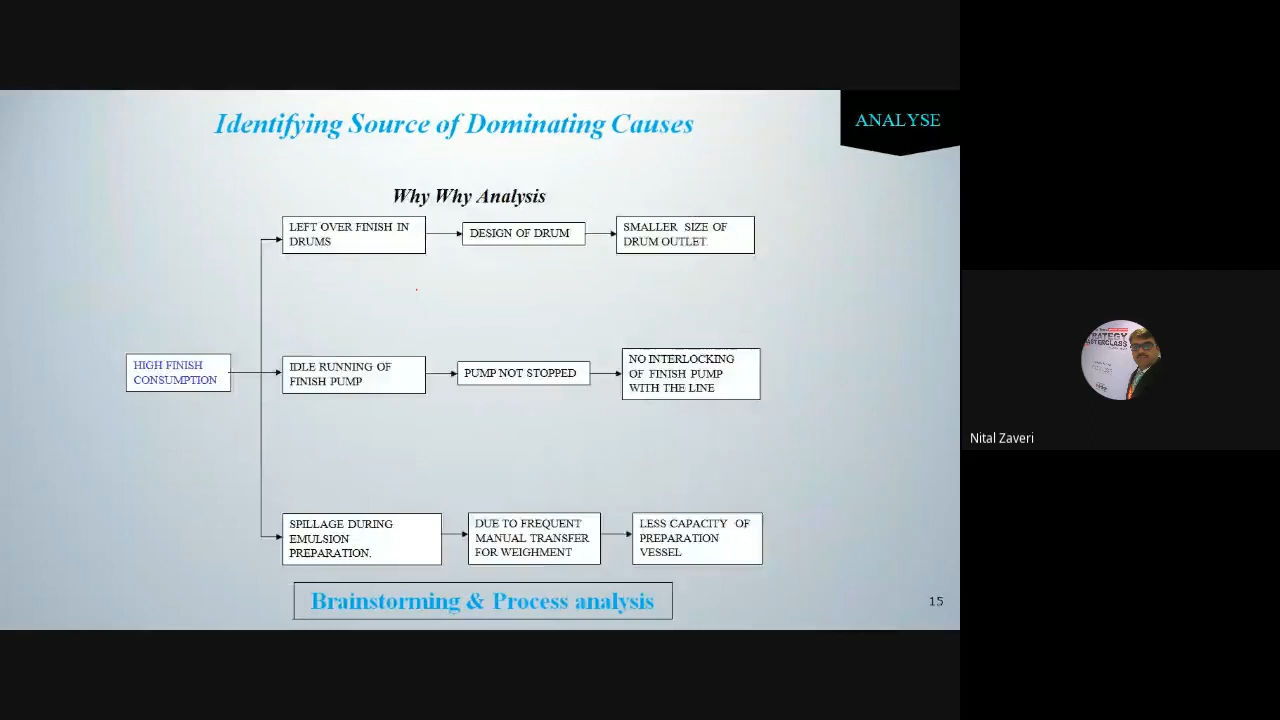 Identifying Source of Dominating Causes
ANALYSE
Why Why Analysis
LEFT OVER FINISH IN
DRUMS
DESIGN OF DRUM
SMALLER SIZE OF
DRUM OUTLET.
HIGH FINISH
CONSUMPTION
IDLE RUNNING OF
FINISH PUMP
PUMP NOT STOPPED
NO INTERLOCKING
OF FINISH PUMP
WITH THE LINE
SPILLAGE DURING
EMULSION
PREPARATION.
DUE TO FREQUENT
MANUAL TRANSFER
FOR WEIGHMENT
LESS CAPACITY OF
PREPARATION
VESSEL
Brainstorming & Process analysis
15
Nital Zaveri